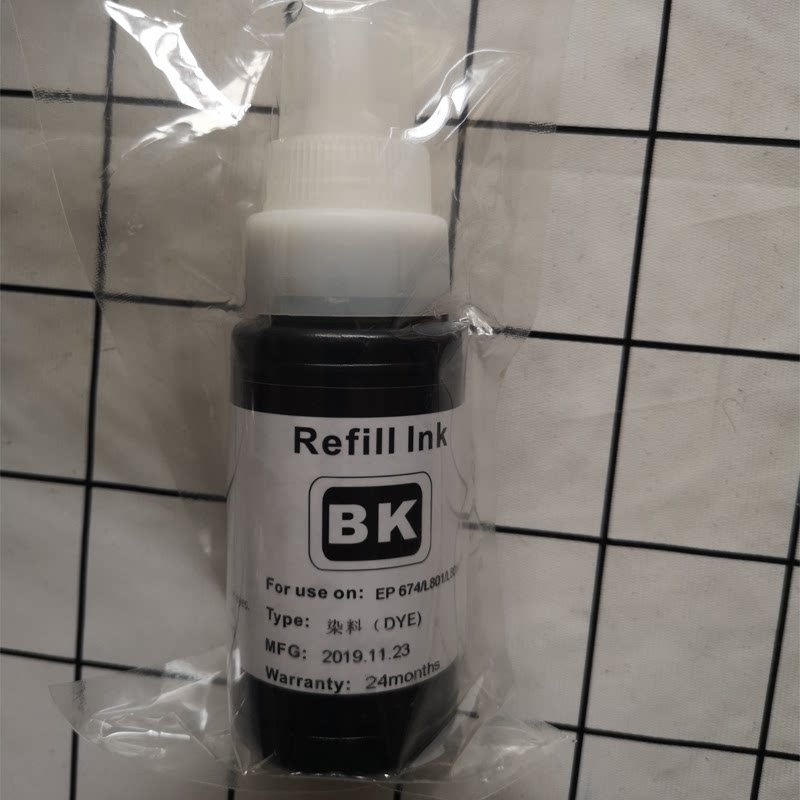 Refill Ink
BK
For use on: EP 674/L801/
Type: 染料 (DYE)
MFG: 2019.11.23
Warranty: 24months